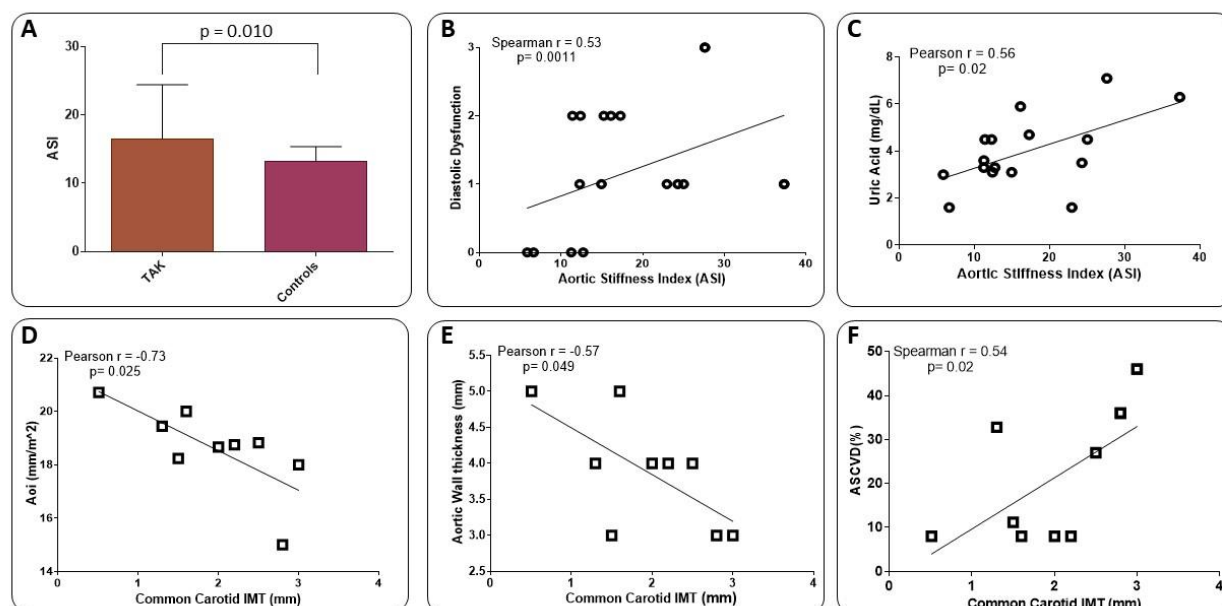 A
p = 0.010
30
20
10
0
ASI
TAK
Controls
B
Spearman r = 0.53
p= 0.0011
3
2
1
0
Diastolic Dysfunction
0
10
20
30
40
Aortic Stiffness Index (ASI)
C
Pearson r = 0.56
p= 0.02
8
6
4
2
0
Uric Acid (mg/dL)
0
10
20
30
40
Aortic Stiffness Index (ASI)
D
Pearson r = -0.73
p= 0.025
22
20
18
16
14
Aoi (mm/m^2)
0
1
2
3
4
Common Carotid IMT (mm)
E
Pearson r = -0.57
p= 0.049
5.5
5.0
4.5
4.0
3.5
3.0
2.5
Aortic Wall thickness (mm)
0
1
2
3
4
Common Carotid IMT (mm)
F
Spearman r = 0.54
p= 0.02
50
40
30
20
10
0
ASCVD(%)
0
1
2
3
4
Common Carotid IMT (mm)